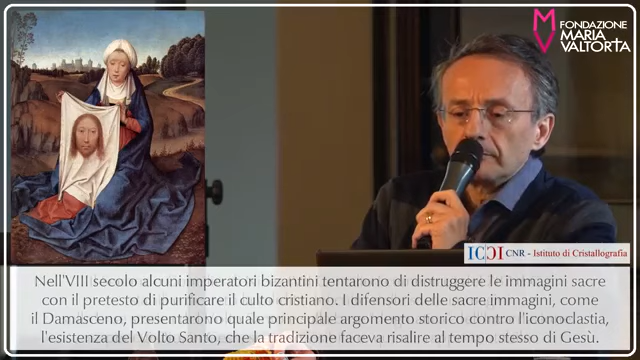 FONDAZIONE
MARIA
VALTORTA
IC CNR - Istituto di Cristallografia
Nell'VIII secolo alcuni imperatori bizantini tentarono di distruggere le immagini sacre
con il pretesto di purificare il culto cristiano. I difensori delle sacre immagini, come
il Damasceno, presentarono quale principale argomento storico contro l'iconoclastia,
l'esistenza del Volto Santo, che la tradizione faceva risalire al tempo stesso di Gesù.